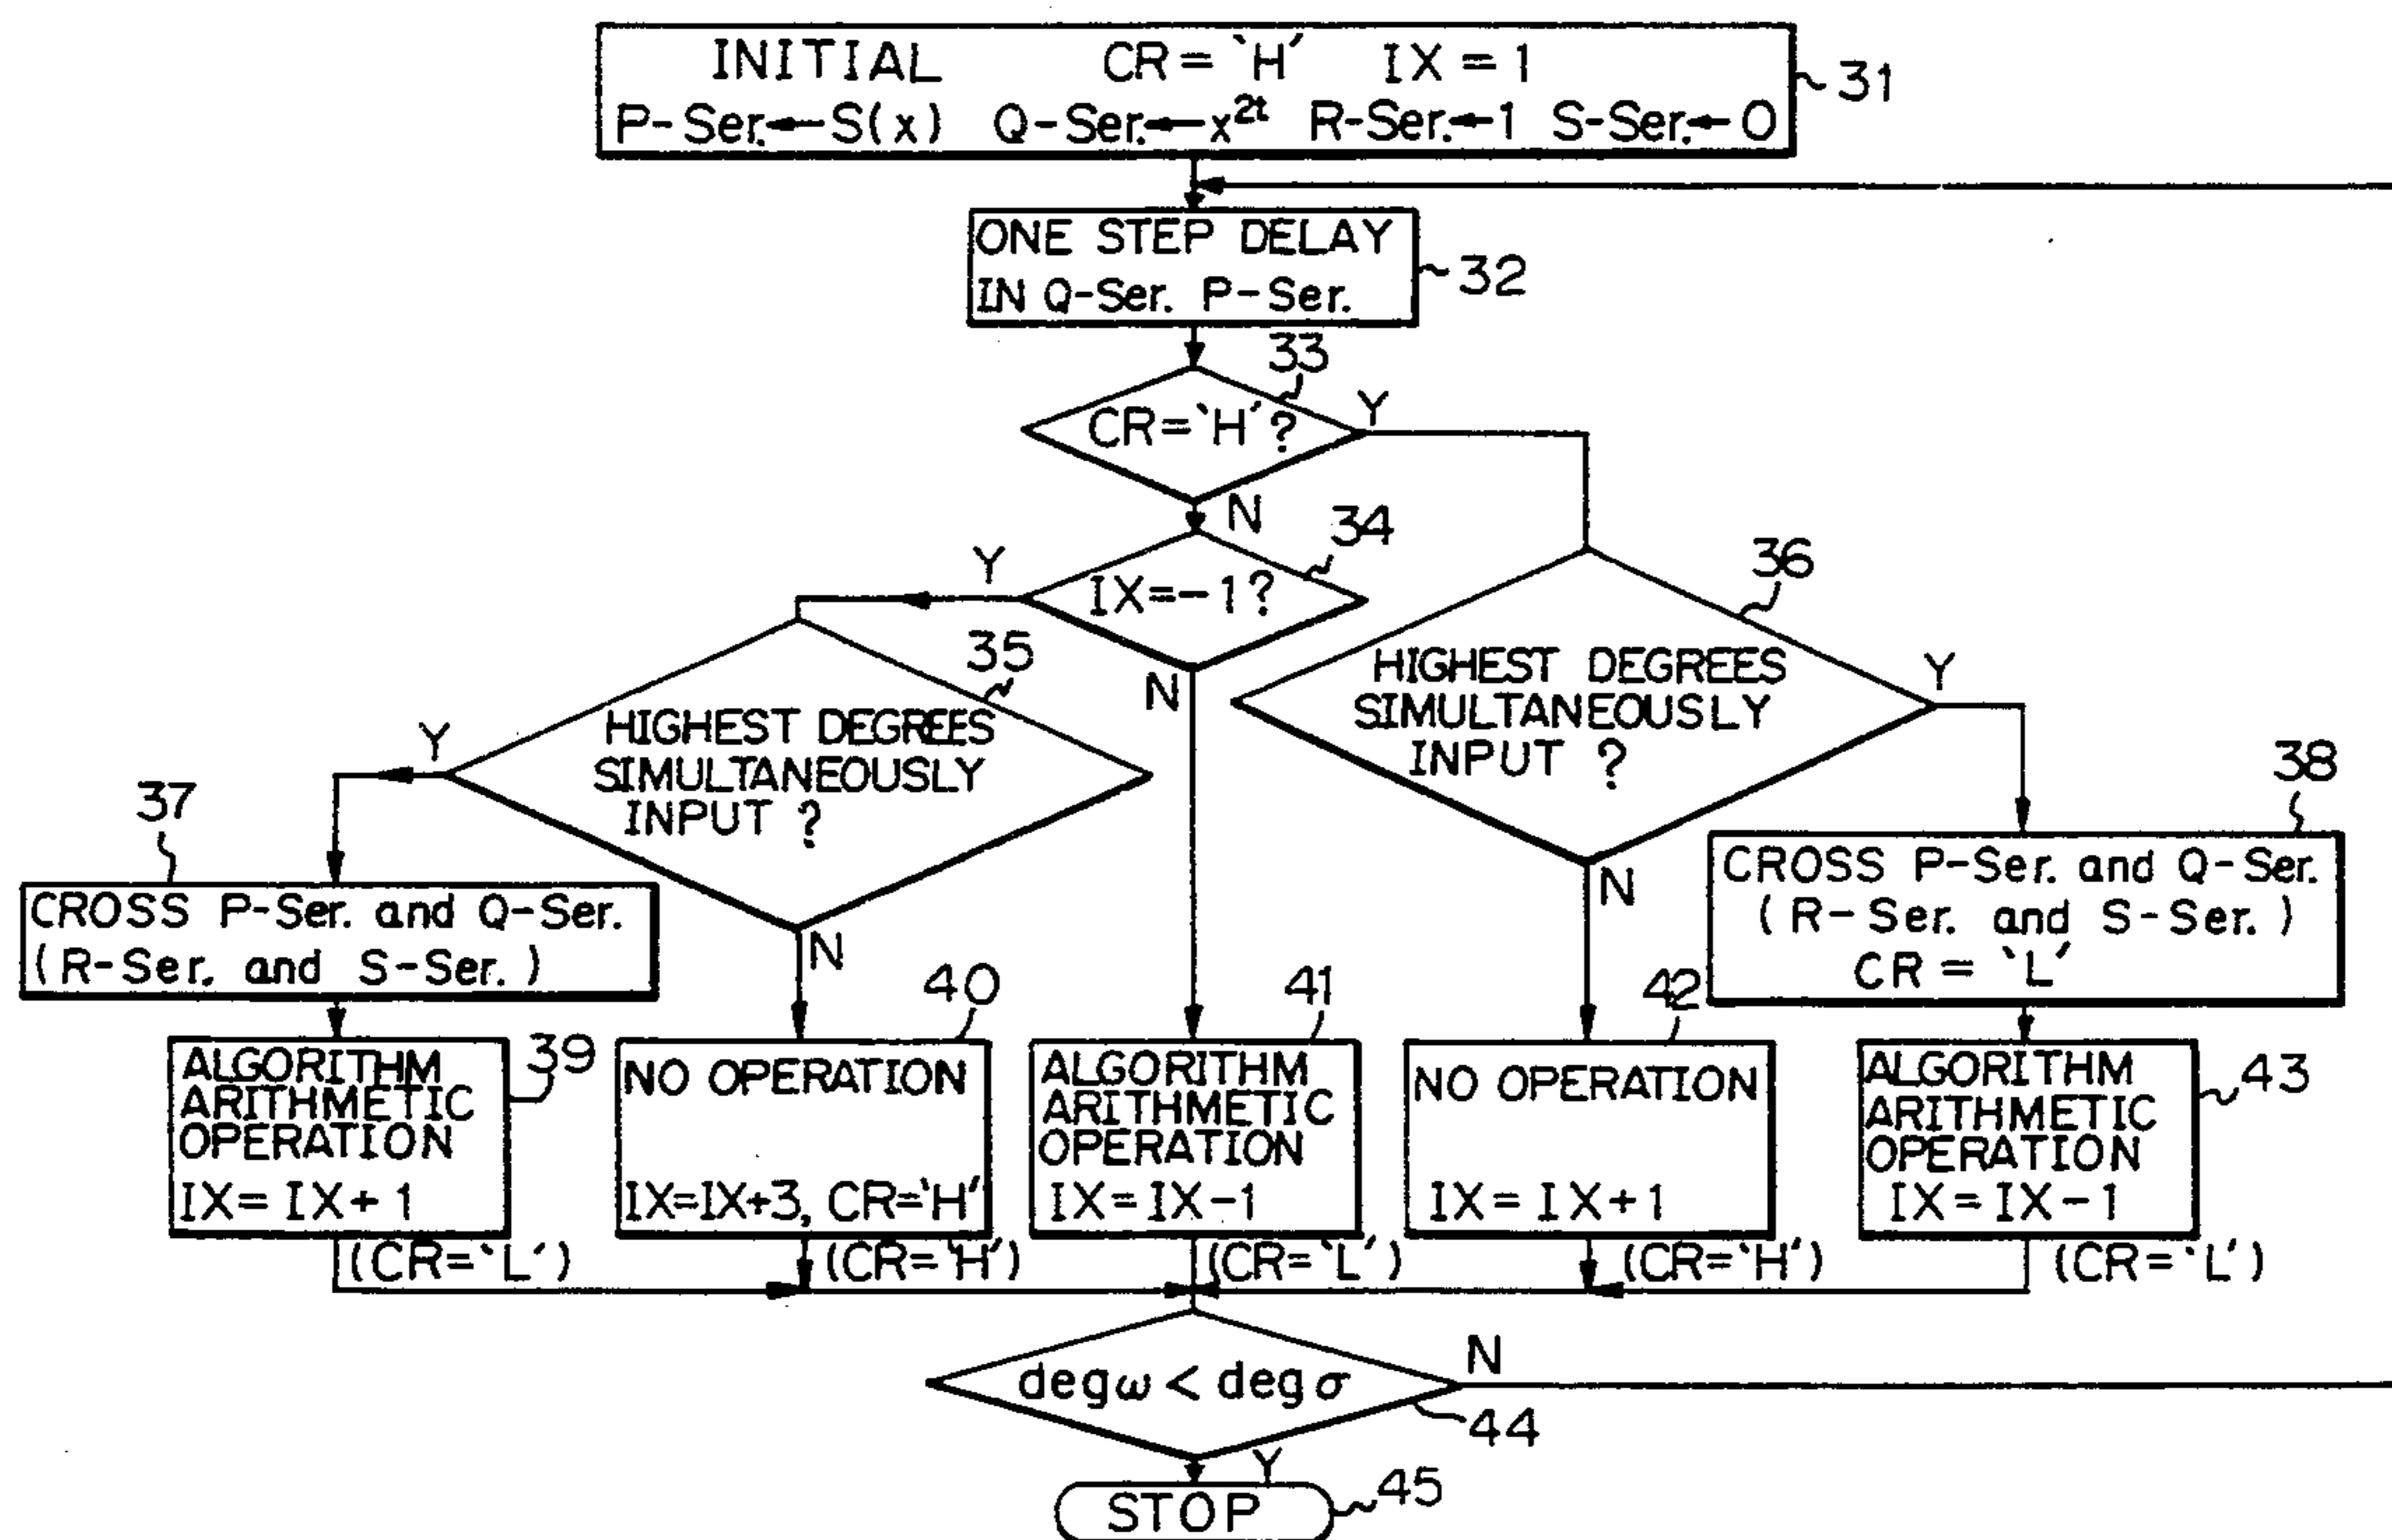 INITIAL CR=‵H′ IX=1
P-Ser.←S(x) Q-Ser.←x²ᵗ R-Ser.←1 S-Ser.←0
31
ONE STEP DELAY
IN Q-Ser. P-Ser.
32
33
CR=‵H′?
Y
N
34
IX=-1?
Y
N
35
HIGHEST DEGREES
SIMULTANEOUSLY
INPUT ?
Y
N
36
HIGHEST DEGREES
SIMULTANEOUSLY
INPUT ?
Y
N
37
CROSS P-Ser. and Q-Ser.
(R-Ser. and S-Ser.)
38
CROSS P-Ser. and Q-Ser.
(R-Ser. and S-Ser.)
CR=‵L′
39
ALGORITHM
ARITHMETIC
OPERATION
IX=IX+1
(CR=‵L′)
40
NO OPERATION
IX=IX+3, CR=‵H′
(CR=‵H′)
41
ALGORITHM
ARITHMETIC
OPERATION
IX=IX-1
(CR=‵L′)
42
NO OPERATION
IX=IX+1
(CR=‵H′)
43
ALGORITHM
ARITHMETIC
OPERATION
IX=IX-1
(CR=‵L′)
degω < degσ
N
44
Y
STOP
45